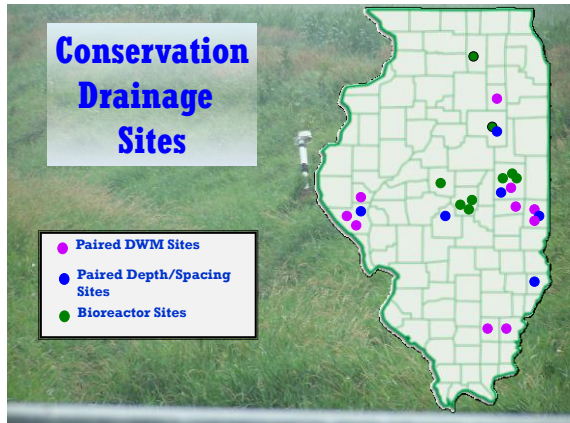 Conservation
Drainage
Sites
Paired DWM Sites
Paired Depth/Spacing
Sites
Bioreactor Sites